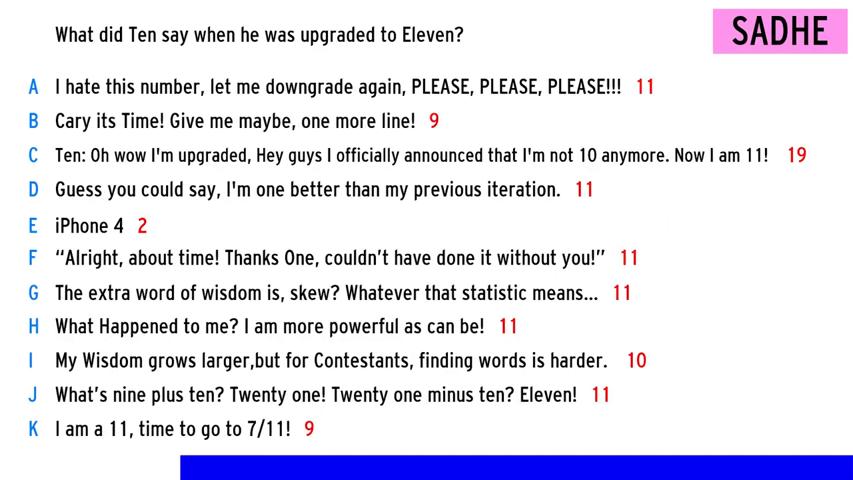 What did Ten say when he was upgraded to Eleven?
SADHE
A I hate this number, let me downgrade again, PLEASE, PLEASE, PLEASE!!! 11
B Cary its Time! Give me maybe, one more line! 9
C Ten: Oh wow I'm upgraded, Hey guys I officially announced that I'm not 10 anymore. Now I am 11! 19
D Guess you could say, I'm one better than my previous iteration. 11
E iPhone 4 2
F “Alright, about time! Thanks One, couldn’t have done it without you!” 11
G The extra word of wisdom is, skew? Whatever that statistic means... 11
H What Happened to me? I am more powerful as can be! 11
I My Wisdom grows larger,but for Contestants, finding words is harder. 10
J What’s nine plus ten? Twenty one! Twenty one minus ten? Eleven! 11
K I am a 11, time to go to 7/11! 9